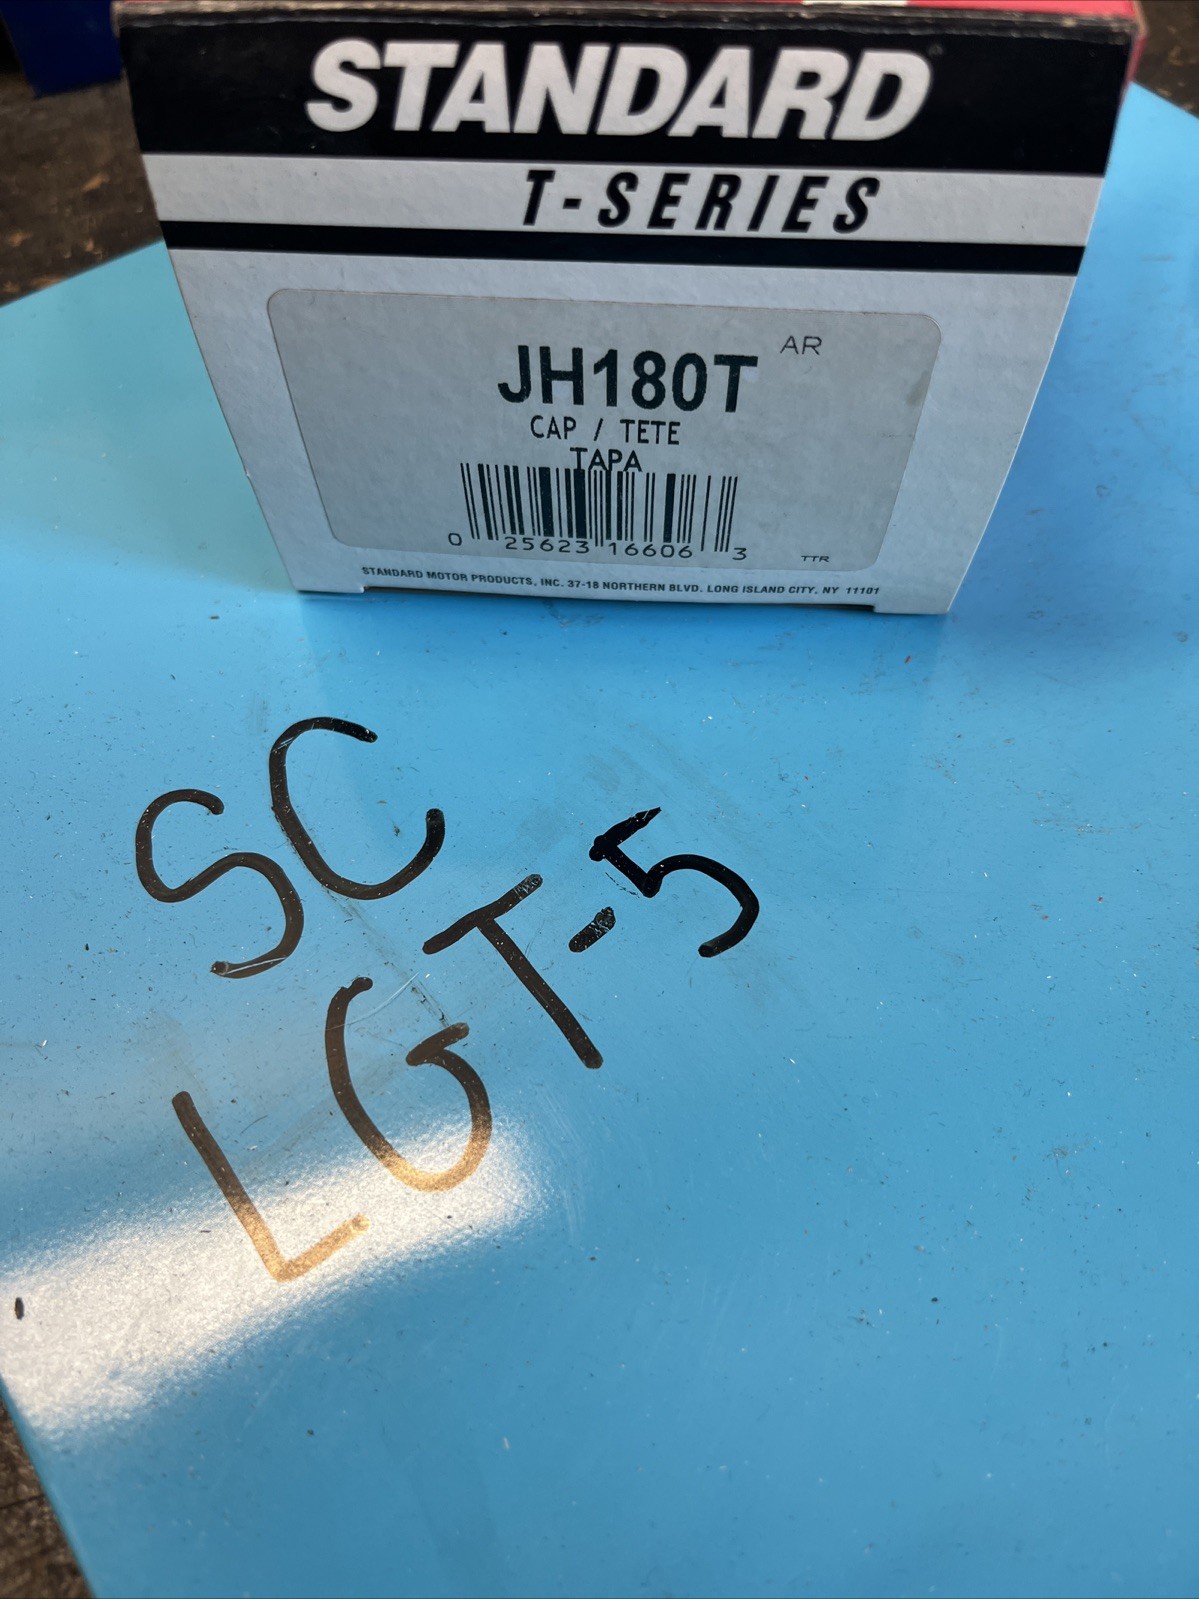 STANDARD
T-SERIES
AR
JH180T
CAP / TETE
TAPA
0 25623 16606 3
TTR
STANDARD MOTOR PRODUCTS, INC. 37-18 NORTHERN BLVD. LONG ISLAND CITY, NY 11101
SC
LGT-5